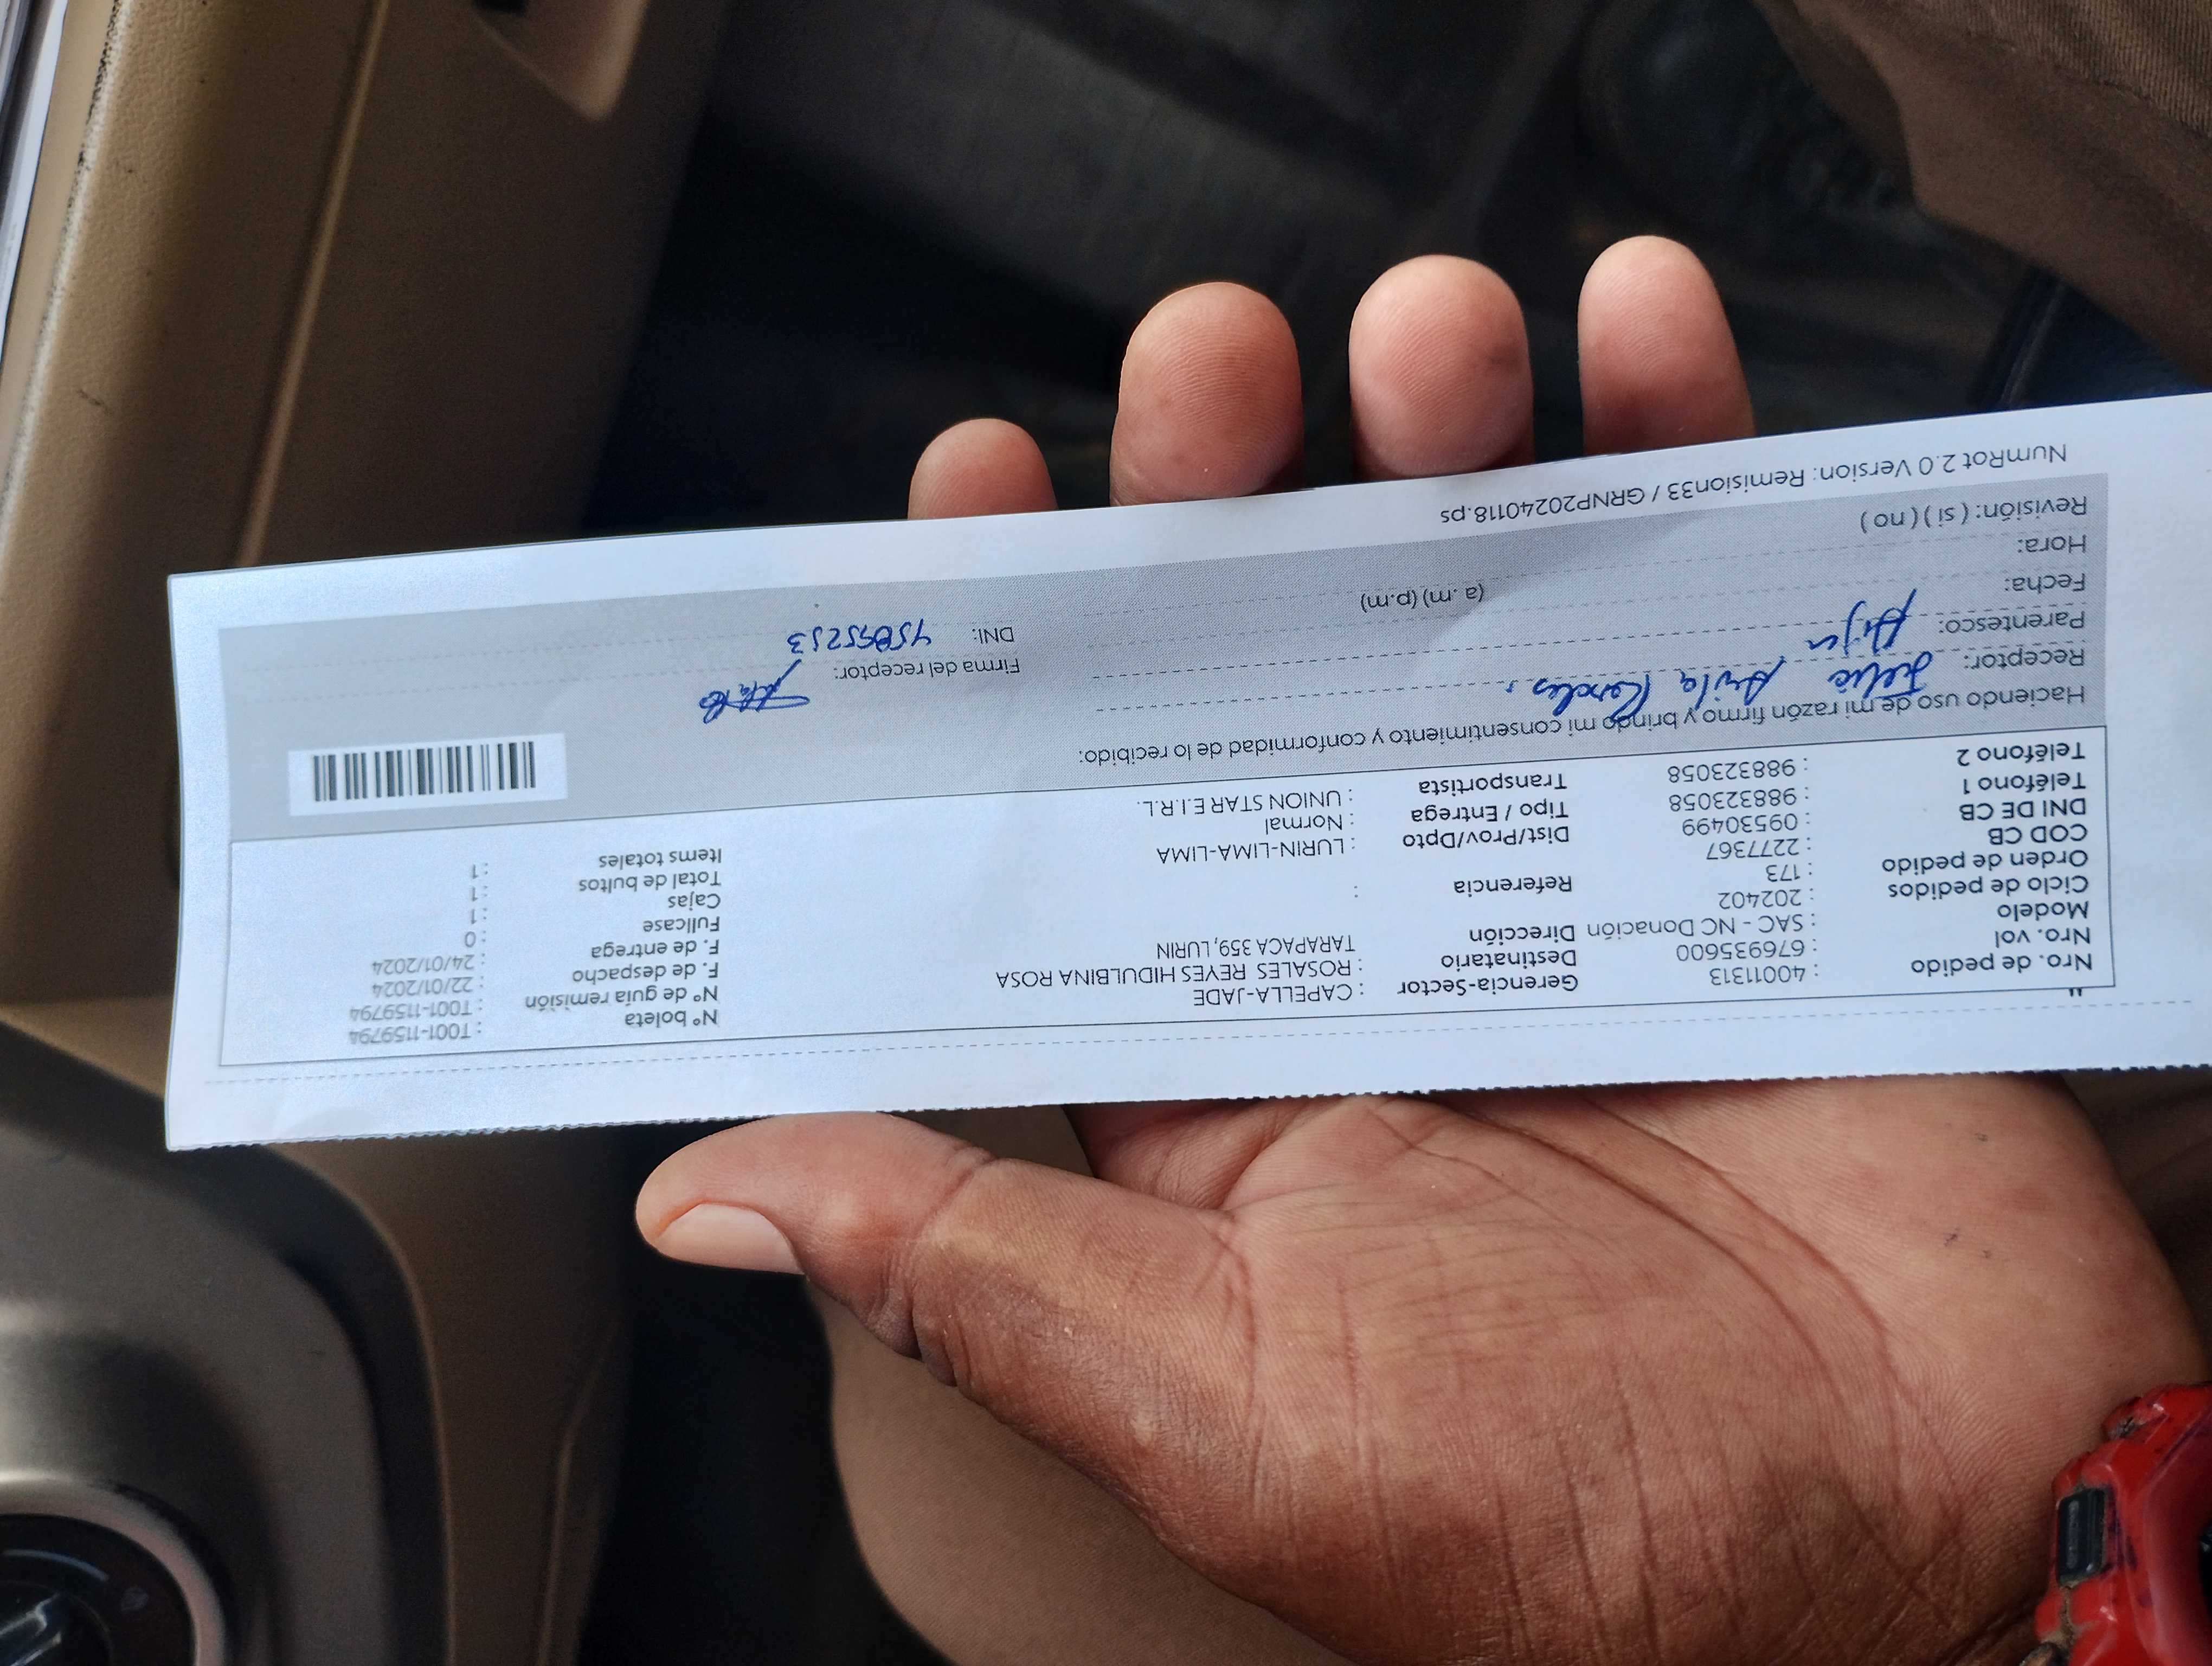 Nro. de pedido : 40011313
Nro. vol : 676935600
Modelo : SAC - NC Donación
Ciclo de pedidos : 202402
Orden de pedido : 173
COD CB : 2277367
DNI DE CB : 09530499
Teléfono 1 : 988323058
Teléfono 2 : 988323058
Gerencia-Sector : CAPELLA-JADE
Destinatario : ROSALES REYES HIDULBINA ROSA
Dirección TARAPACA 359, LURIN
Referencia :
Dist/Prov/Dpto : LURIN-LIMA-LIMA
Tipo / Entrega : Normal
Transportista : UNION STAR E.I.R.L.
N° boleta : T001-1159794
N° de guía remisión : T001-1159794
F. de despacho : 22/01/2024
F. de entrega : 24/01/2024
Fullcase : 0
Cajas : 1
Total de bultos : 1
Items totales : 1
Haciendo uso de mi razón firmo y brindo mi consentimiento y conformidad de lo recibido:
Receptor: Avila Rosales.
Parentesco: Hija
Fecha:
Hora: (a. m) (p.m)
Revisión: ( si ) ( no )
Firma del receptor:
DNI:
NumRot 2.0 Version: Remision33 / GRNP20240118.ps